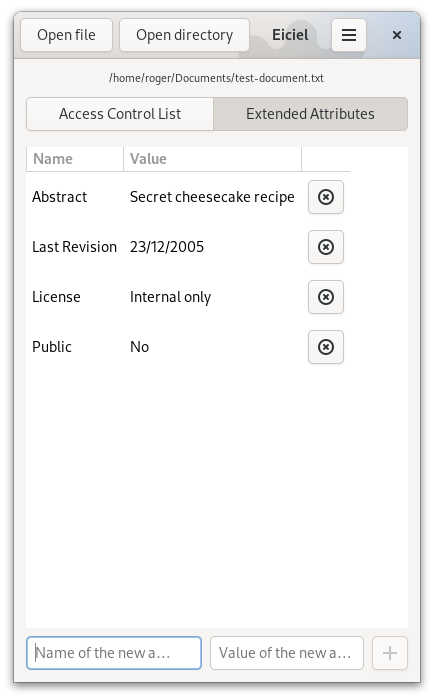 Open file Open directory Eiciel
/home/roger/Documents/test-document.txt
Access Control List Extended Attributes
Name Value
Abstract Secret cheesecake recipe
Last Revision 23/12/2005
License Internal only
Public No
Name of the new a… Value of the new a…